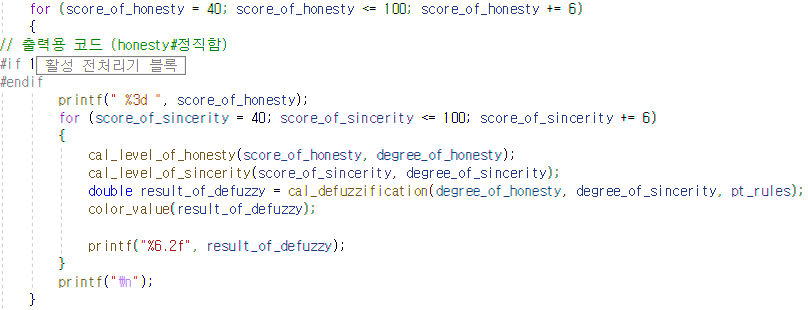 for (score_of_honesty = 40; score_of_honesty <= 100; score_of_honesty += 6)
{
// 출력용 코드 (honesty#정직함)
#if 1 활성 전처리기 블록
#endif
printf(" %3d ", score_of_honesty);
for (score_of_sincerity = 40; score_of_sincerity <= 100; score_of_sincerity += 6)
{
cal_level_of_honesty(score_of_honesty, degree_of_honesty);
cal_level_of_sincerity(score_of_sincerity, degree_of_sincerity);
double result_of_defuzzy = cal_defuzzification(degree_of_honesty, degree_of_sincerity, pt_rules);
color_value(result_of_defuzzy);
printf("%6.2f", result_of_defuzzy);
}
printf("₩n");
}